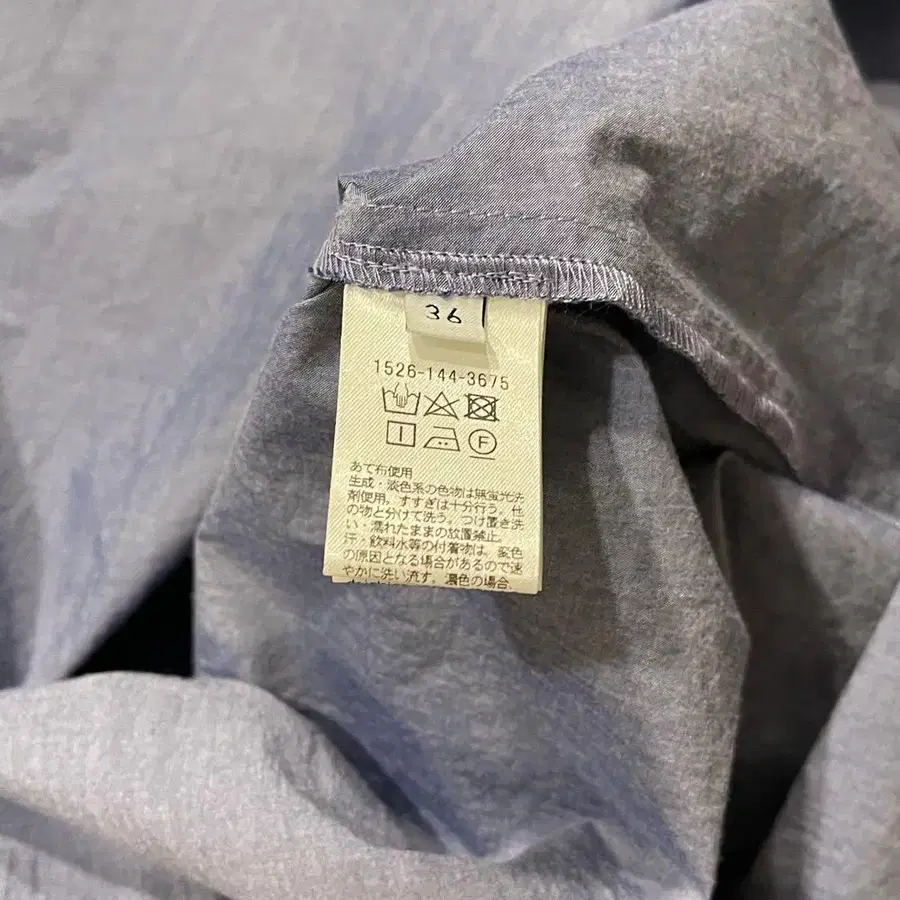 36
1526-144-3675
F
あて布使用
生成・淡色系の色物は無蛍光洗
剤使用。すすぎは十分行う。他
の物と分けて洗う。つけ置き洗
い・濡れたままの放置禁止。
汗・飲料水等の付着物は、変色
の原因となる場合があるので速
やかに洗い流す。濃色の場合、